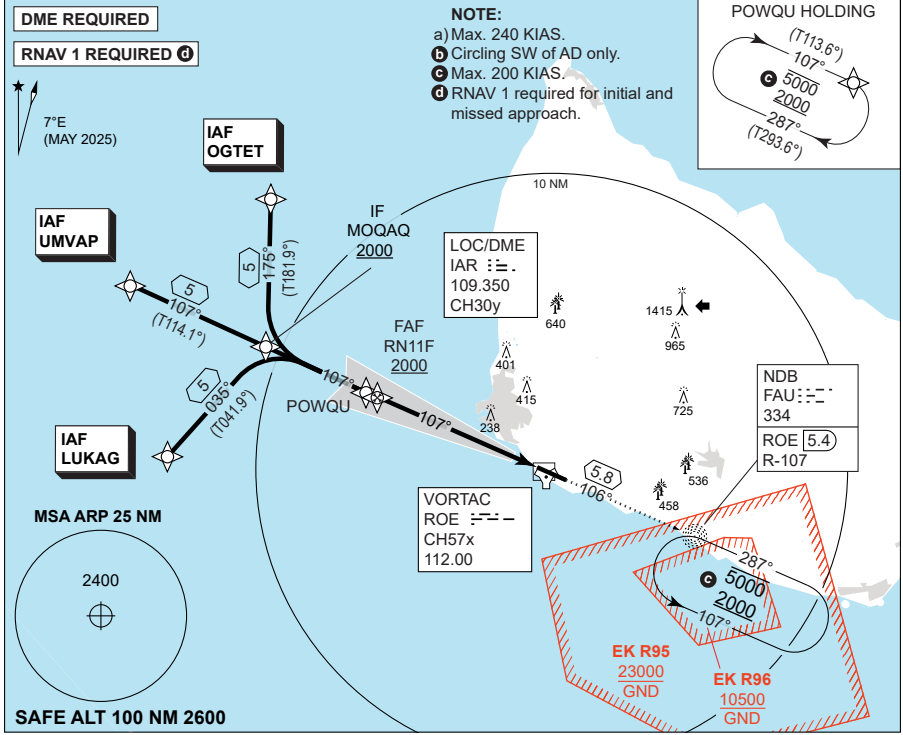 DME REQUIRED
RNAV 1 REQUIRED d
7°E
(MAY 2025)
NOTE:
a) Max. 240 KIAS.
b Circling SW of AD only.
c Max. 200 KIAS.
d RNAV 1 required for initial and
missed approach.
POWQU HOLDING
(T113.6°)
107°
c 5000
2000
287°
(T293.6°)
IAF
OGTET
IAF
UMVAP
IF
MOQAQ
2000
10 NM
5
175°
(T181.9°)
5
107°
(T114.1°)
LOC/DME
IAR
109.350
CH30y
640
1415
965
FAF
RN11F
2000
401
415
238
725
5
035°
(T041.9°)
107°
POWQU
107°
NDB
FAU
334
ROE 5.4
R-107
IAF
LUKAG
5.8
106°
536
458
VORTAC
ROE
CH57x
112.00
MSA ARP 25 NM
2400
287°
c 5000
2000
107°
EK R95
23000
GND
EK R96
10500
GND
SAFE ALT 100 NM 2600